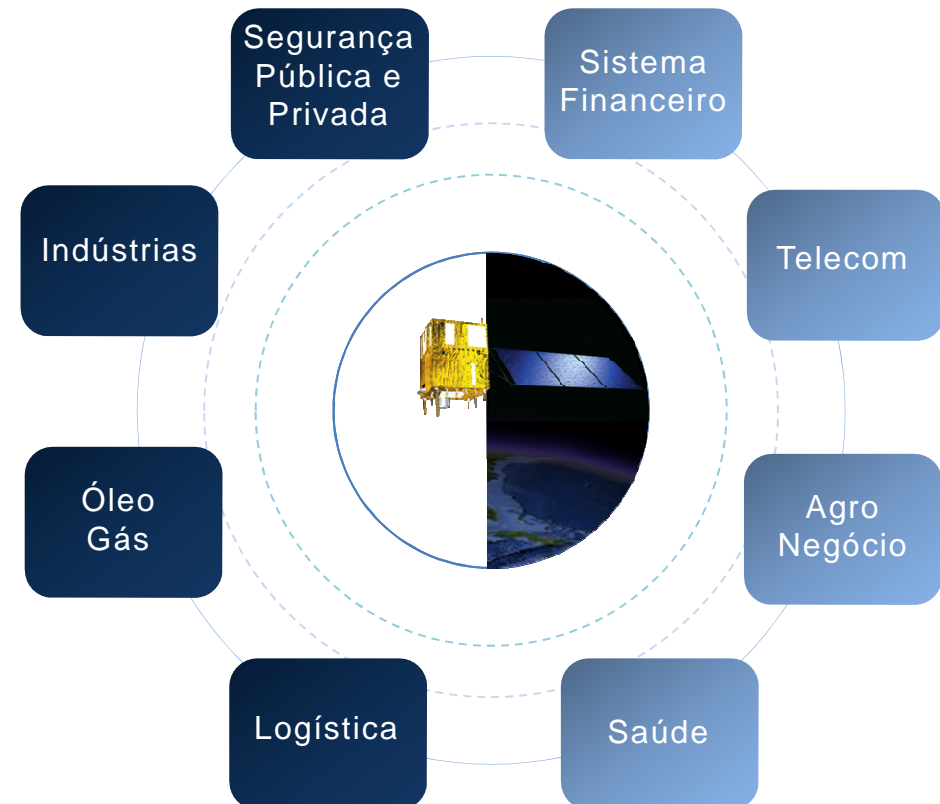 Segurança
Pública e
Privada
Sistema
Financeiro
Indústrias
Telecom
Óleo
Gás
Agro
Negócio
Logística
Saúde